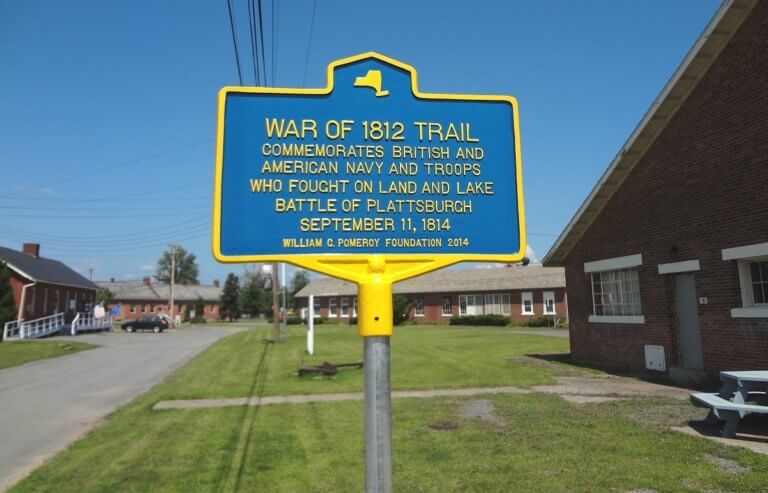 WAR OF 1812 TRAIL
COMMEMORATES BRITISH AND
AMERICAN NAVY AND TROOPS
WHO FOUGHT ON LAND AND LAKE
BATTLE OF PLATTSBURGH
SEPTEMBER 11, 1814
WILLIAM G. POMEROY FOUNDATION 2014